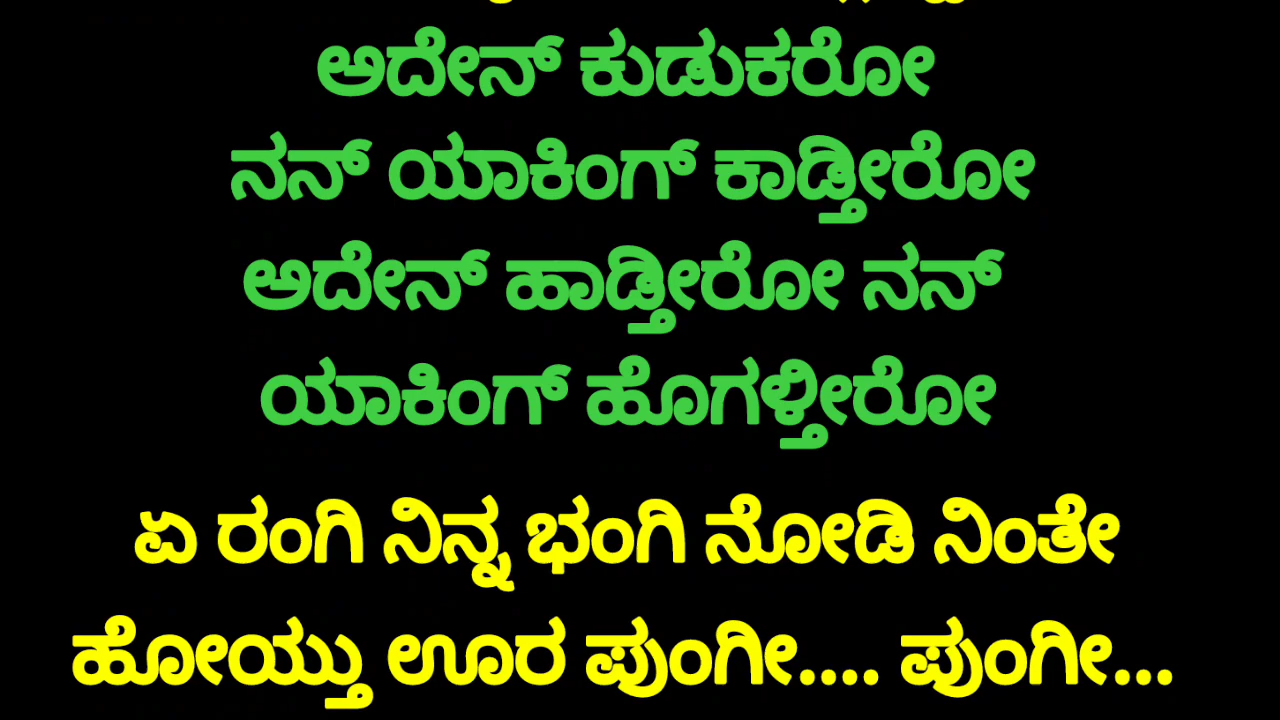 ಅದೇನ್ ಕುಡುಕರೋ
ನನ್ ಯಾಕಿಂಗ್ ಕಾಡ್ತೀರೋ
ಅದೇನ್ ಹಾಡ್ತೀರೋ ನನ್
ಯಾಕಿಂಗ್ ಹೊಗಳ್ತೀರೋ
ಏ ರಂಗಿ ನಿನ್ನ ಭಂಗಿ ನೋಡಿ ನಿಂತೇ
ಹೋಯ್ತು ಊರ ಪುಂಗೀ.... ಪುಂಗೀ...